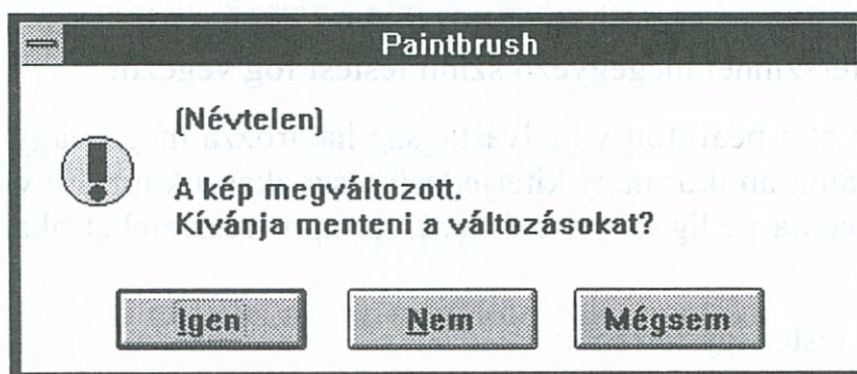 Paintbrush
(Névtelen)
A kép megváltozott.
Kívánja menteni a változásokat?
Igen
Nem
Mégsem